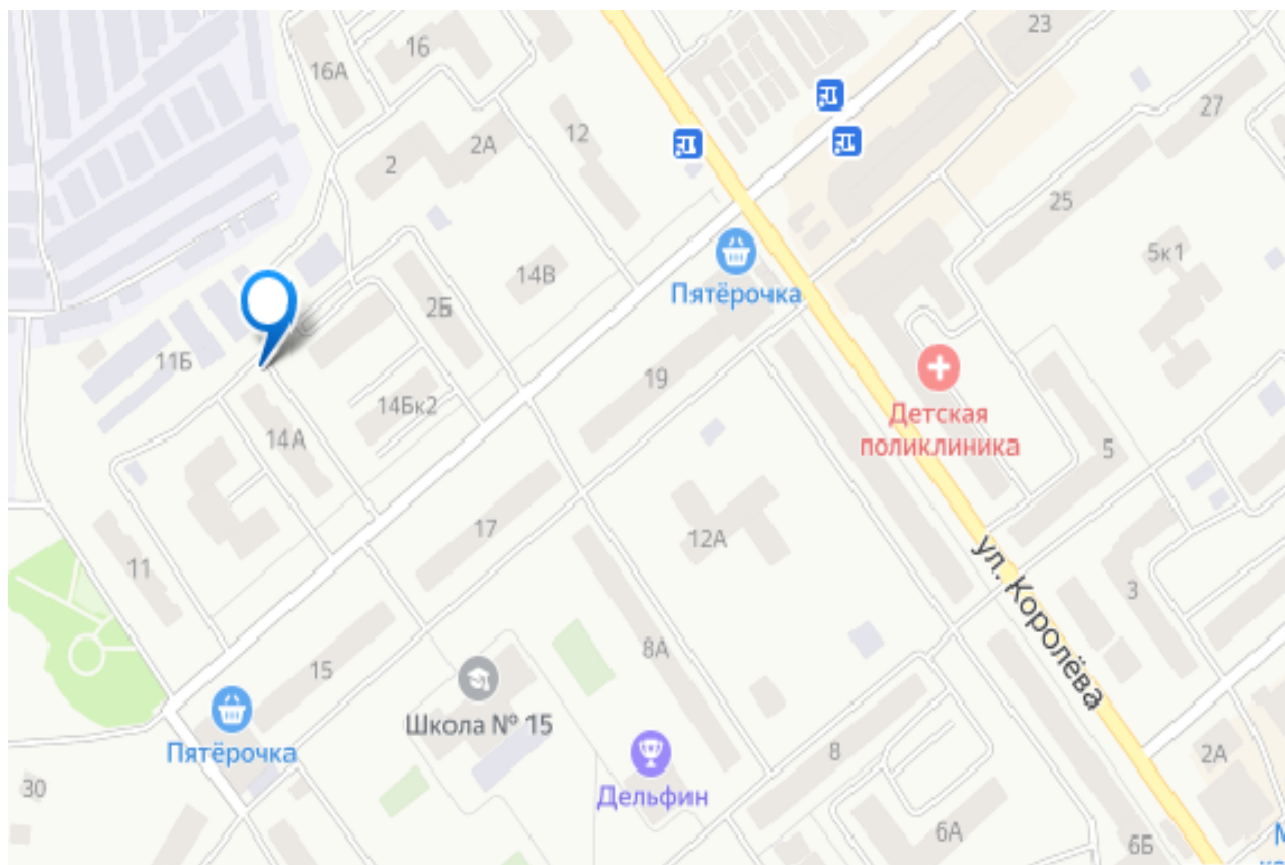 23
16
16А
27
12
2А
2
25
5к1
14В
Пятёрочка
2Б
11Б
19
14Бк2
Детская
поликлиника
14А
5
17
12А
11
ул. Королёва
3
8А
15
Школа № 15
Пятёрочка
8
2А
30
Дельфин
6А
6Б